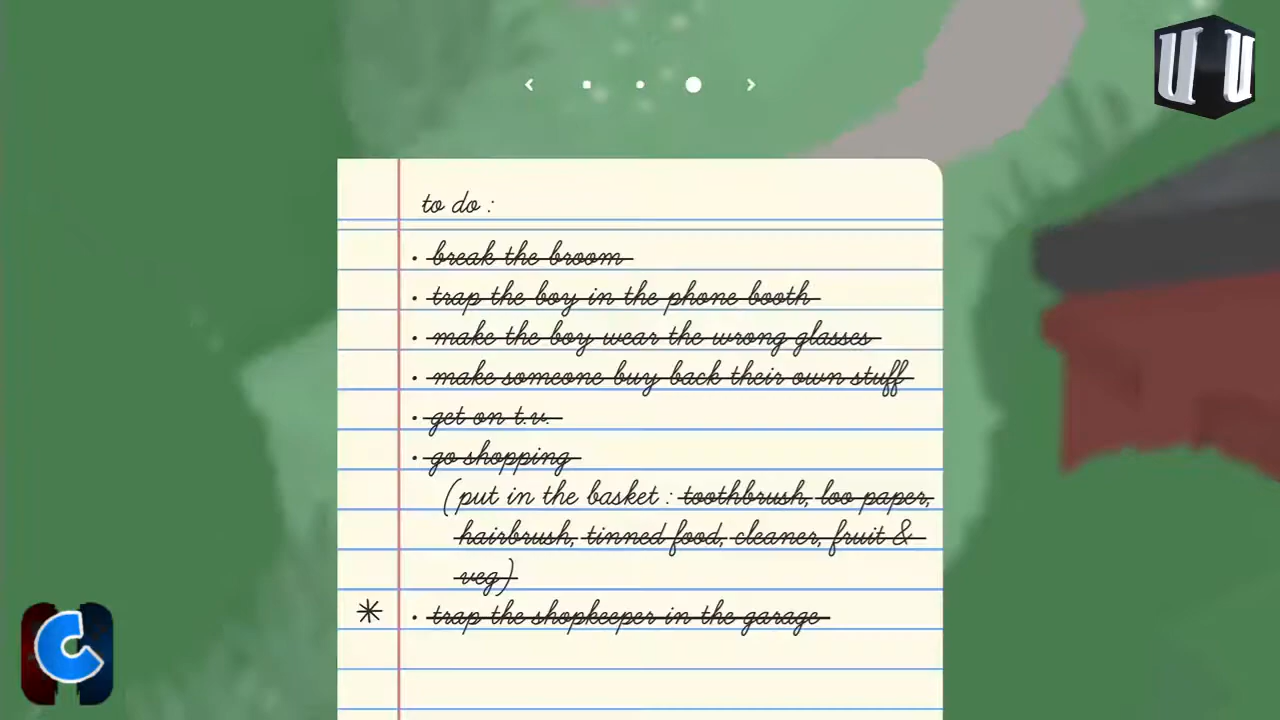 U U
to do :
• break the broom
• trap the boy in the phone booth
• make the boy wear the wrong glasses
• make someone buy back their own stuff
• get on t.v.
• go shopping
(put in the basket : toothbrush, loo paper,
hairbrush, tinned food, cleaner, fruit &
veg)
• trap the shopkeeper in the garage
C